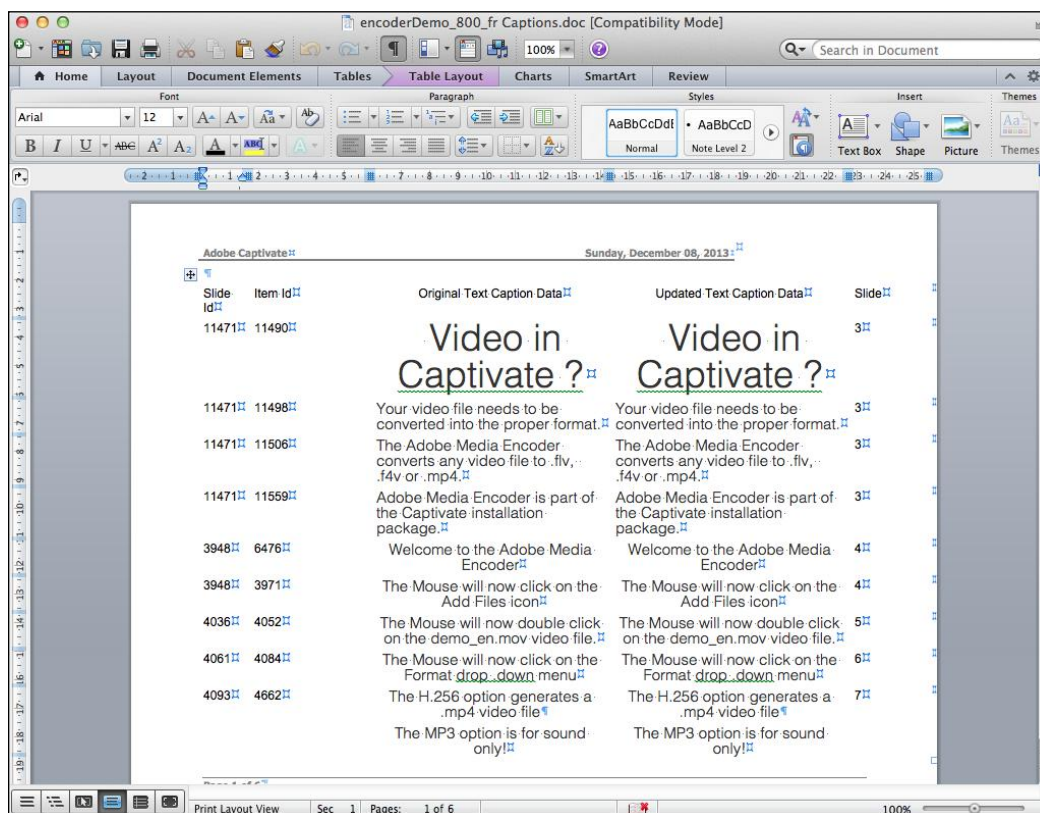 encoderDemo_800_fr Captions.doc [Compatibility Mode]
100%
Search in Document
Home Layout Document Elements Tables Table Layout Charts SmartArt Review
Font Paragraph Styles Insert Themes
Arial 12
AaBbCcDdE AaBbCcD
Normal Note Level 2
Text Box Shape Picture Themes
Adobe Captivate Sunday, December 08, 2013
Slide Id Item Id Original Text Caption Data Updated Text Caption Data Slide
11471 11490 Video in Video in 3
Captivate ? Captivate ?
11471 11498 Your video file needs to be Your video file needs to be 3
converted into the proper format. converted into the proper format.
11471 11506 The Adobe Media Encoder The Adobe Media Encoder 3
converts any video file to .flv, converts any video file to .flv,
.f4v or .mp4. .f4v or .mp4.
11471 11559 Adobe Media Encoder is part of Adobe Media Encoder is part of 3
the Captivate installation the Captivate installation
package. package.
3948 6476 Welcome to the Adobe Media Welcome to the Adobe Media 4
Encoder Encoder
3948 3971 The Mouse will now click on the The Mouse will now click on the 4
Add Files icon Add Files icon
4036 4052 The Mouse will now double click The Mouse will now double click 5
on the demo_en.mov video file. on the demo_en.mov video file.
4061 4084 The Mouse will now click on the The Mouse will now click on the 6
Format drop .down menu Format drop .down menu
4093 4662 The H.256 option generates a The H.256 option generates a 7
.mp4 video file .mp4 video file
The MP3 option is for sound The MP3 option is for sound
only! only!
Page 1 of 6
Print Layout View Sec 1 Pages: 1 of 6 100%